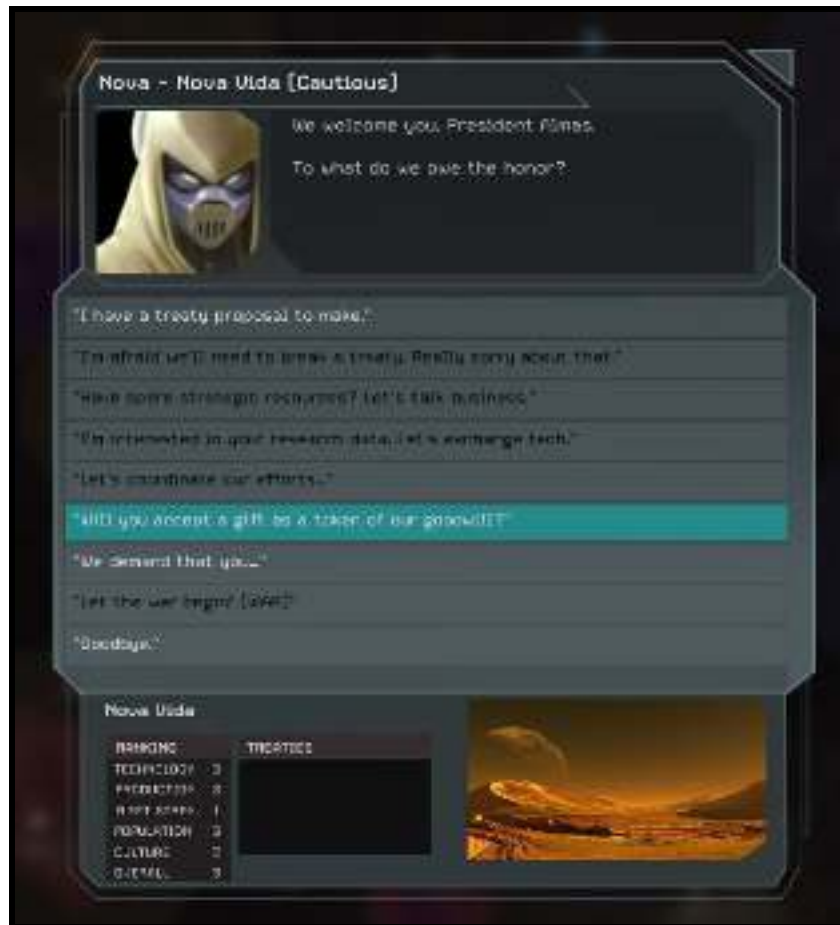 Nova - Nova Vida [Cautious]
We welcome you, President Almas.
To what do we owe the honor?
"I have a treaty proposal to make."
"I'm afraid we'll need to break a treaty. Really sorry about that."
"Have spare strategic resources? Let's talk business."
"I'm interested in your research data. Let's exchange tech."
"Let's coordinate our efforts…"
"Will you accept a gift as a token of our goodwill?"
"We demand that you…"
"Let the war begin! [WAR]"
"Goodbye."
Nova Vida
RANKING
TREATIES
TECHNOLOGY
PRODUCTION
POPULATION
CULTURE
OVERALL